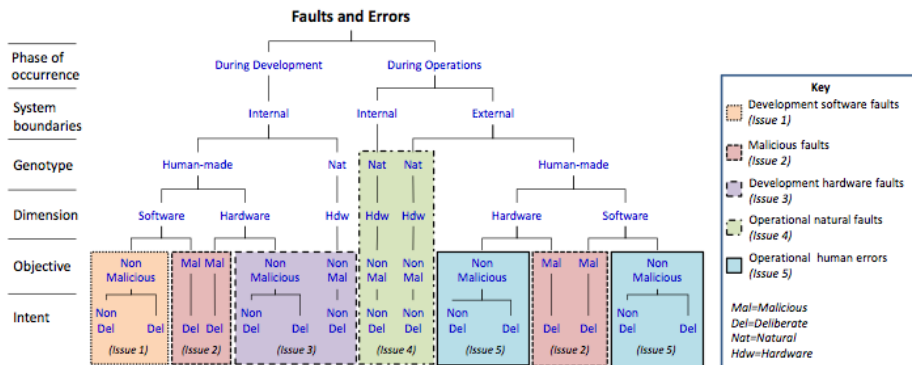 Faults and Errors
Phase of
occurrence
During Development
During Operations
System
boundaries
Internal
Internal
External
Genotype
Human-made
Nat
Nat
Nat
Human-made
Dimension
Software
Hardware
Hdw
Hdw
Hdw
Hardware
Software
Objective
Non
Malicious
Mal
Mal
Non
Malicious
Non
Mal
Non
Mal
Non
Mal
Non
Malicious
Mal
Mal
Non
Malicious
Intent
Non
Del
Del
Del
Del
Non
Del
Del
Non
Del
Non
Del
Non
Del
Non
Del
Del
Del
Del
Non
Del
Del
(Issue 1)
(Issue 2)
(Issue 3)
(Issue 4)
(Issue 5)
(Issue 2)
(Issue 5)
Key
Development software faults
(Issue 1)
Malicious faults
(Issue 2)
Development hardware faults
(Issue 3)
Operational natural faults
(Issue 4)
Operational human errors
(Issue 5)
Mal=Malicious
Del=Deliberate
Nat=Natural
Hdw=Hardware